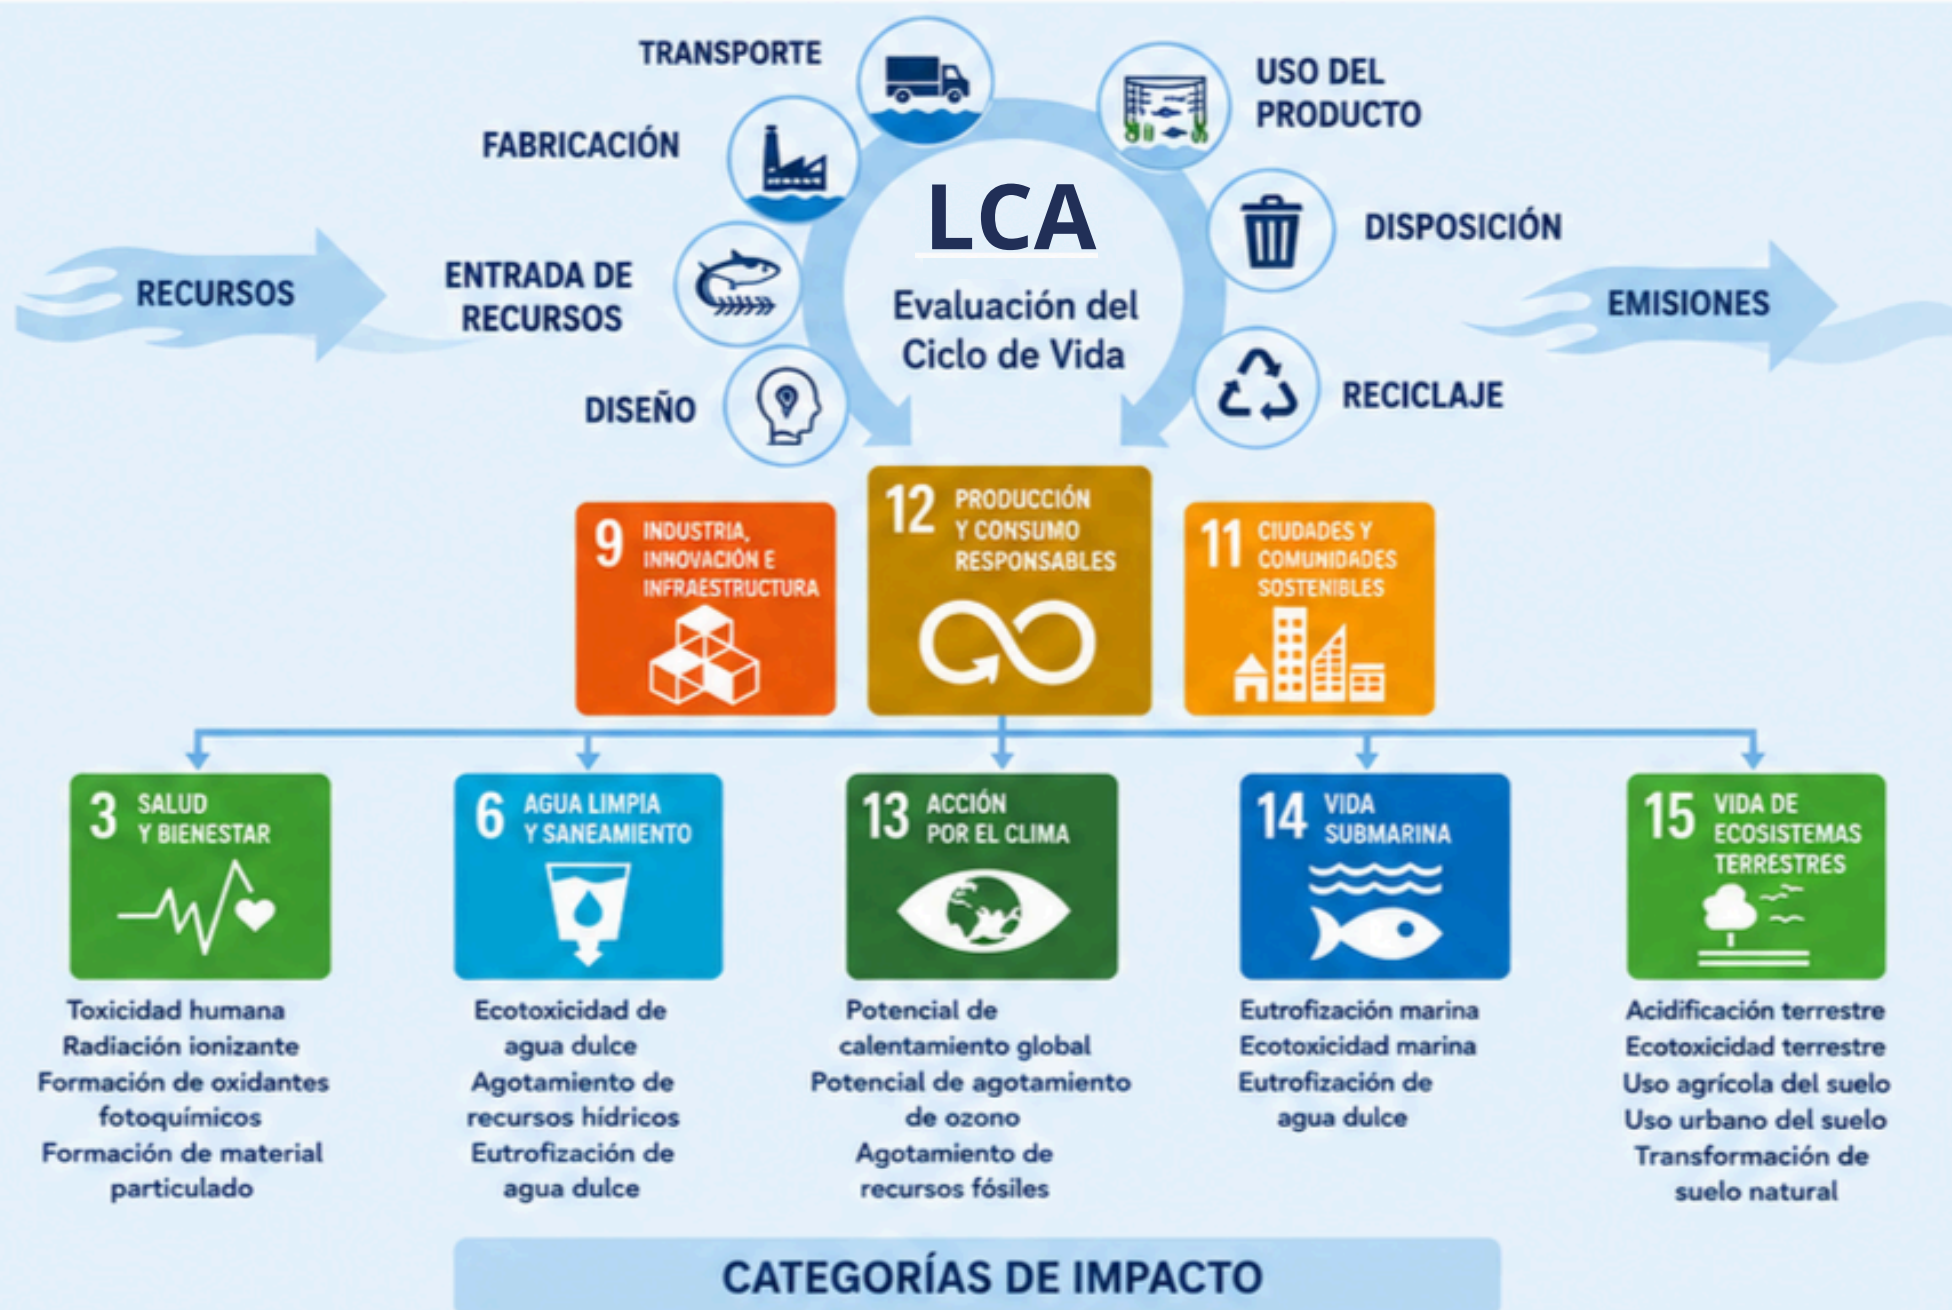 TRANSPORTE
USO DEL
PRODUCTO
FABRICACIÓN
LCA
Evaluación del
Ciclo de Vida
DISPOSICIÓN
RECURSOS
ENTRADA DE
RECURSOS
EMISIONES
DISEÑO
RECICLAJE
9 INDUSTRIA,
INNOVACIÓN E
INFRAESTRUCTURA
12 PRODUCCIÓN
Y CONSUMO
RESPONSABLES
11 CIUDADES Y
COMUNIDADES
SOSTENIBLES
3 SALUD
Y BIENESTAR
6 AGUA LIMPIA
Y SANEAMIENTO
13 ACCIÓN
POR EL CLIMA
14 VIDA
SUBMARINA
15 VIDA DE
ECOSISTEMAS
TERRESTRES
Toxicidad humana
Radiación ionizante
Formación de oxidantes
fotoquímicos
Formación de material
particulado
Ecotoxicidad de
agua dulce
Agotamiento de
recursos hídricos
Eutrofización de
agua dulce
Potencial de
calentamiento global
Potencial de agotamiento
de ozono
Agotamiento de
recursos fósiles
Eutrofización marina
Ecotoxicidad marina
Eutrofización de
agua dulce
Acidificación terrestre
Ecotoxicidad terrestre
Uso agrícola del suelo
Uso urbano del suelo
Transformación de
suelo natural
CATEGORÍAS DE IMPACTO